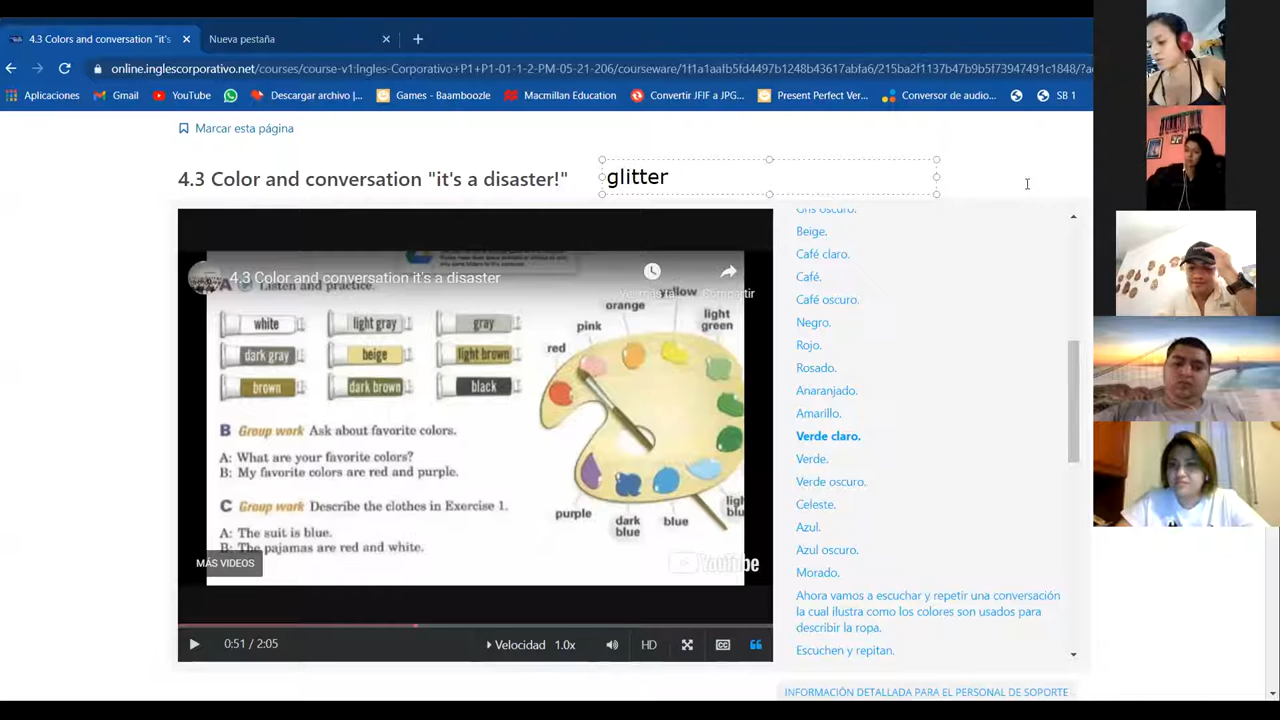 4.3 Colors and conversation "it's
Nueva pestaña
online.inglescorporativo.net/courses/course-v1:Ingles-Corporativo+P1+P1-01-1-2-PM-05-21-206/courseware/1f1a1aafb5fd4497b1248b43617abfa6/215ba2f1137b47b9b5f73947491c1848/?a
Aplicaciones
Gmail
YouTube
Descargar archivo |...
Games - Baamboozle
Macmillan Education
Convertir JFIF a JPG...
Present Perfect Ver...
Conversor de audio...
SB 1
Marcar esta página
4.3 Color and conversation "it's a disaster!"
glitter
4.3 Color and conversation it's a disaster
Listen and practice.
white
light gray
gray
dark gray
beige
light brown
brown
dark brown
black
red
pink
orange
yellow
light
green
purple
dark
blue
blue
B Group work Ask about favorite colors.
A: What are your favorite colors?
B: My favorite colors are red and purple.
C Group work Describe the clothes in Exercise 1.
A: The suit is blue.
B: The pajamas are red and white.
Compartir
MÁS VIDEOS
YouTube
0:51 / 2:05
Velocidad 1.0x
HD
CC
Gris oscuro.
Beige.
Café claro.
Café.
Café oscuro.
Negro.
Rojo.
Rosado.
Anaranjado.
Amarillo.
Verde claro.
Verde.
Verde oscuro.
Celeste.
Azul.
Azul oscuro.
Morado.
Ahora vamos a escuchar y repetir una conversación
la cual ilustra como los colores son usados para
describir la ropa.
Escuchen y repitan.
INFORMACIÓN DETALLADA PARA EL PERSONAL DE SOPORTE